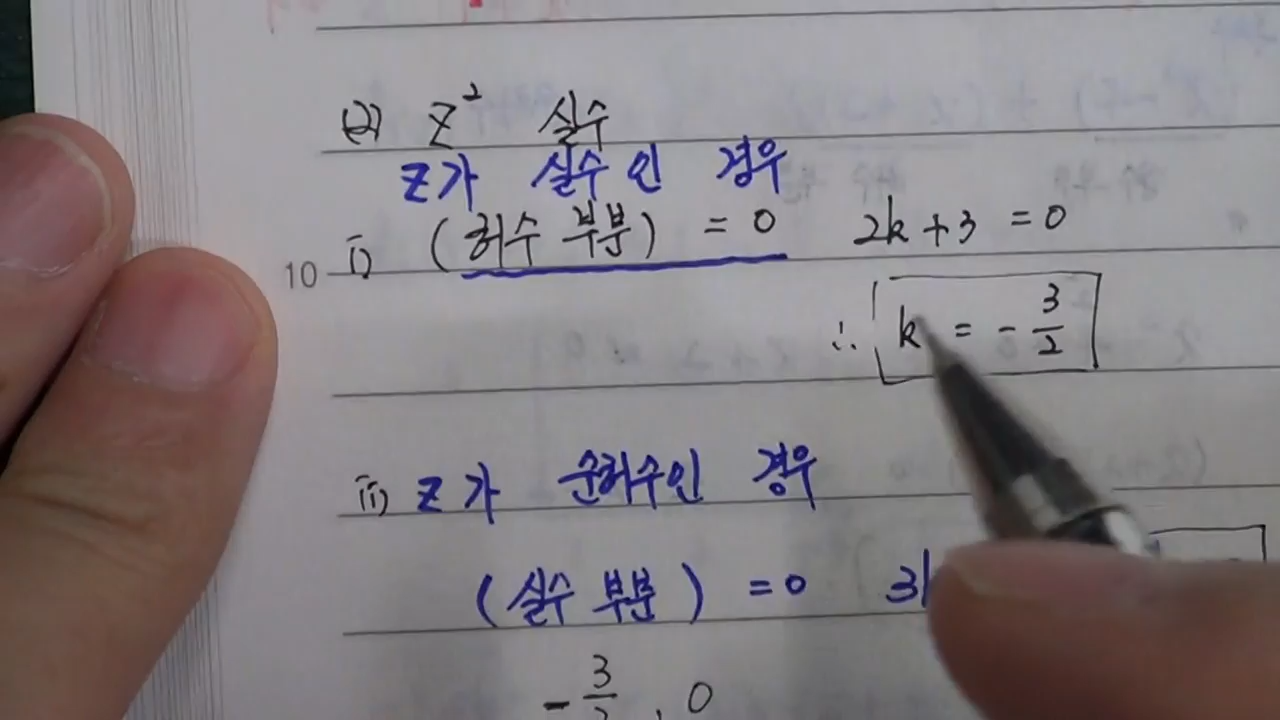 (2) z² 실수
z가 실수인 경우
i) (허수 부분) = 0 2k+3 = 0
10
∴ k = - 3/2
ii) z가 순허수인 경우
(실수 부분) = 0 3k
- 3/2 , 0